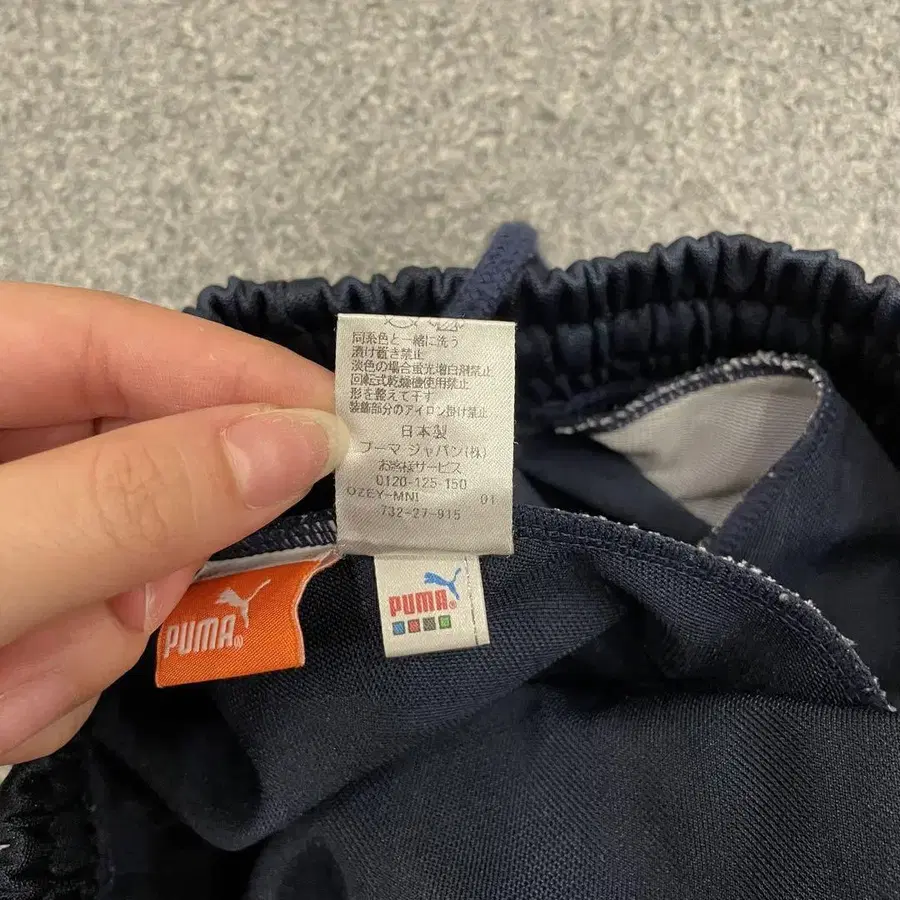 同系色と一緒に洗う
漬け置き禁止
淡色の場合蛍光増白剤禁止
回転式乾燥機使用禁止
形を整えて干す
装飾部分のアイロン掛け禁止
日本製
プーマ ジャパン(株)
お客様サービス
0120-125-150
OZEY-MNI 01
732-27-915
PUMA®
PUMA®